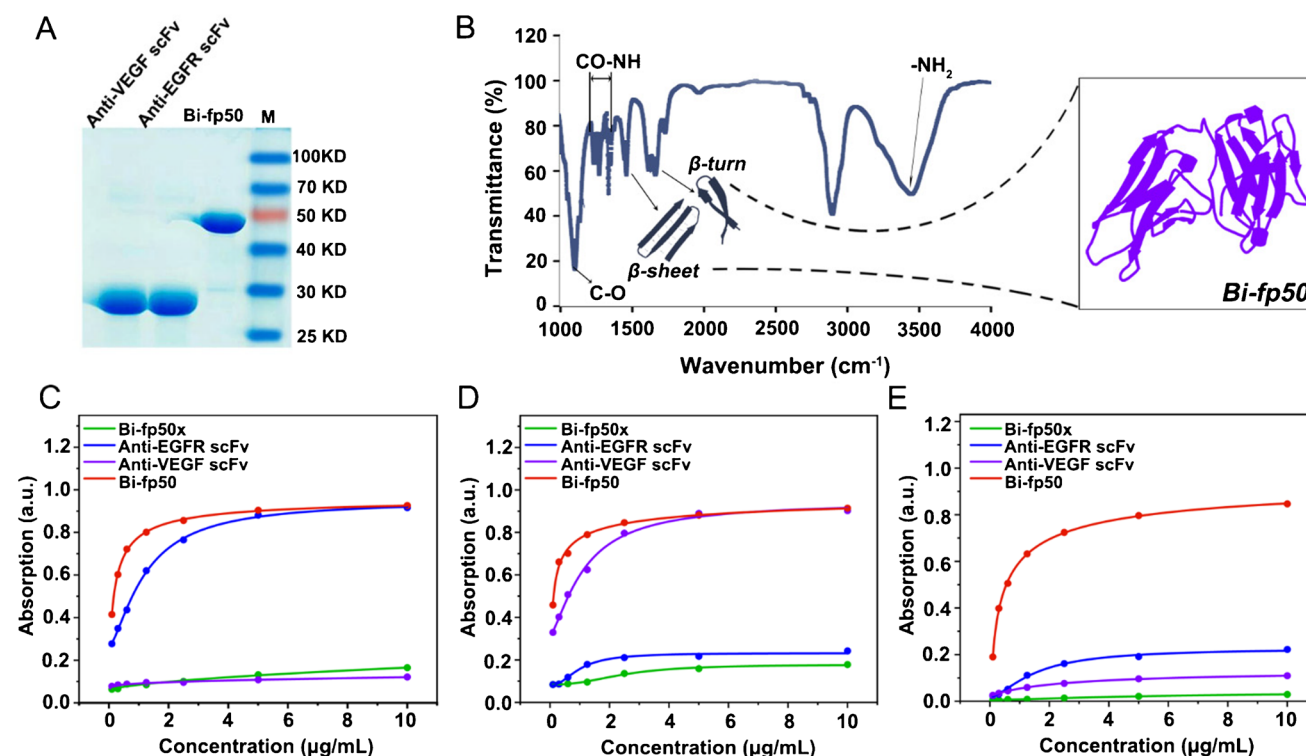 A
Anti-VEGF scFv
Anti-EGFR scFv
Bi-fp50
M
100KD
70 KD
50 KD
40 KD
30 KD
25 KD
B
Transmittance (%)
120
100
80
60
40
20
0
CO-NH
-NH₂
β-turn
β-sheet
C-O
1000 1500 2000 2500 3000 3500 4000
Wavenumber (cm⁻¹)
Bi-fp50
C
Absorption (a.u.)
1.2
1.0
0.8
0.6
0.4
0.2
0.0
Bi-fp50x
Anti-EGFR scFv
Anti-VEGF scFv
Bi-fp50
0 2 4 6 8 10
Concentration (μg/mL)
D
Absorption (a.u.)
1.2
1.0
0.8
0.6
0.4
0.2
0.0
Bi-fp50x
Anti-EGFR scFv
Anti-VEGF scFv
Bi-fp50
0 2 4 6 8 10
Concentration (μg/mL)
E
Absorption (a.u.)
1.2
1.0
0.8
0.6
0.4
0.2
0.0
Bi-fp50x
Anti-EGFR scFv
Anti-VEGF scFv
Bi-fp50
0 2 4 6 8 10
Concentration (μg/mL)